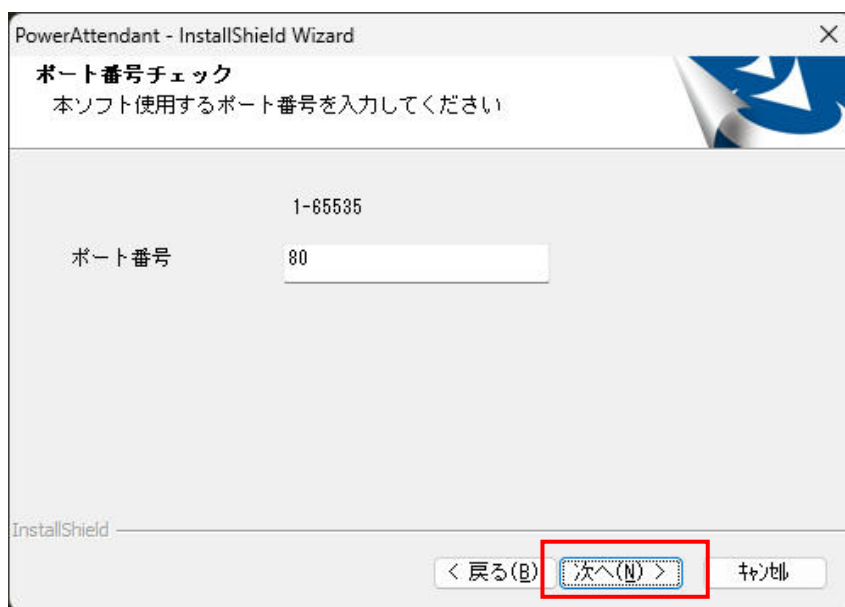 PowerAttendant - InstallShield Wizard
ポート番号チェック
本ソフト使用するポート番号を入力してください
1-65535
ポート番号
80
InstallShield
< 戻る(B)
次へ(N) >
ｷｬﾝｾﾙ